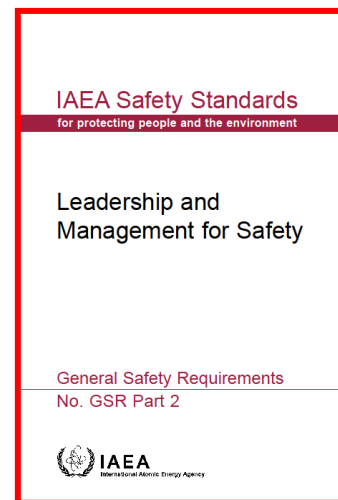 IAEA Safety Standards
for protecting people and the environment
Leadership and
Management for Safety
General Safety Requirements
No. GSR Part 2
IAEA
International Atomic Energy Agency